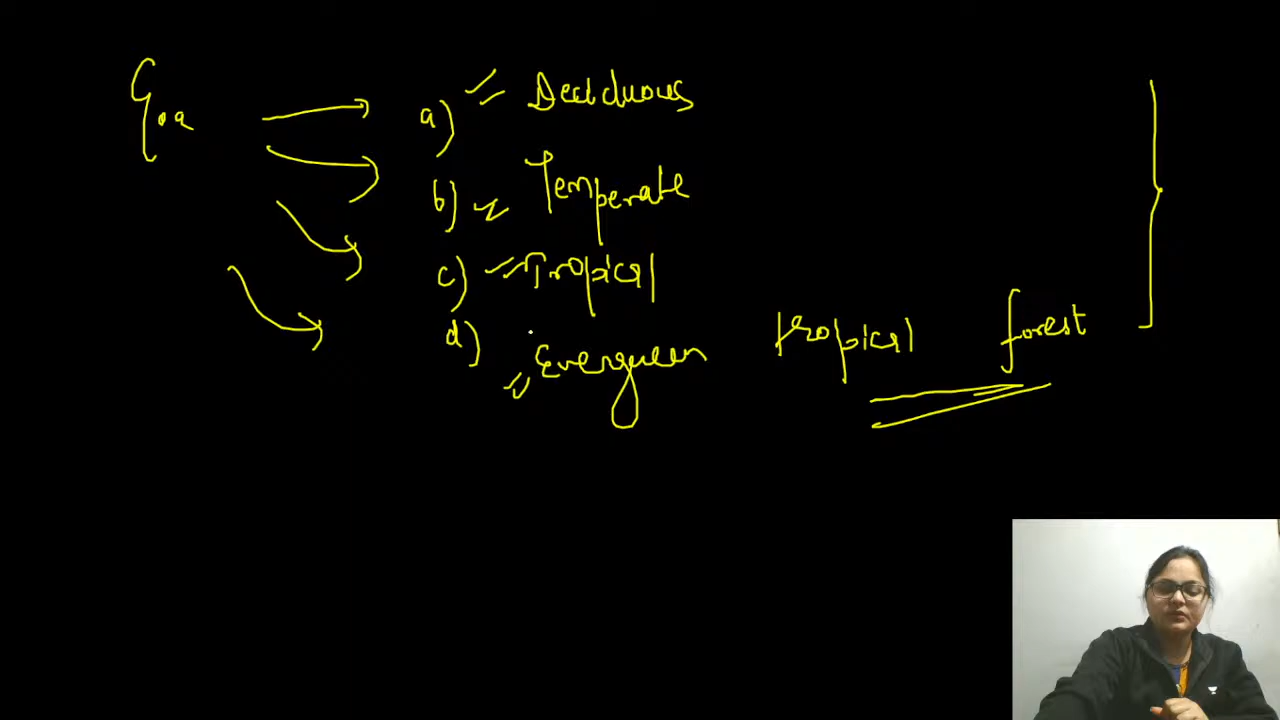 Goa
a) Deciduous
b) Temperate
c) Tropical
d) Evergreen tropical forest